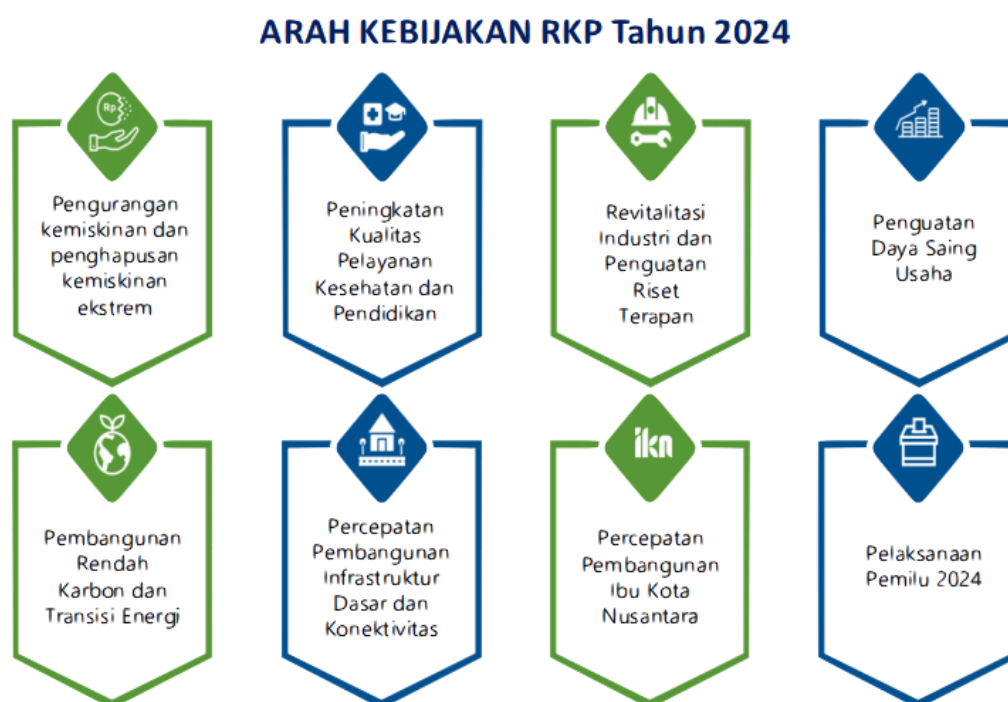 ARAH KEBIJAKAN RKP Tahun 2024
Rp
Pengurangan
kemiskinan dan
penghapusan
kemiskinan
ekstrem
Peningkatan
Kualitas
Pelayanan
Kesehatan dan
Pendidikan
Revitalitasi
Industri dan
Penguatan
Riset
Terapan
Penguatan
Daya Saing
Usaha
Pembangunan
Rendah
Karbon dan
Transisi Energi
Percepatan
Pembangunan
Infrastruktur
Dasar dan
Konektivitas
ikn
Percepatan
Pembangunan
Ibu Kota
Nusantara
Pelaksanaan
Pemilu 2024